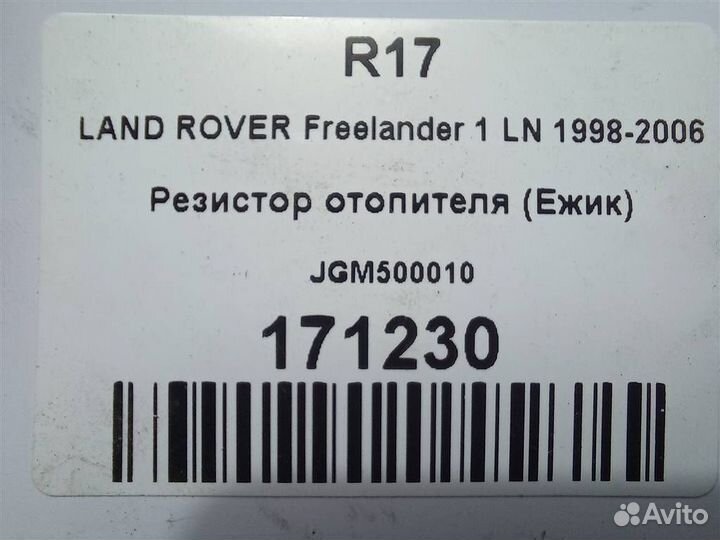 R17
LAND ROVER Freelander 1 LN 1998-2006
Резистор отопителя (Ежик)
JGM500010
171230
Avito